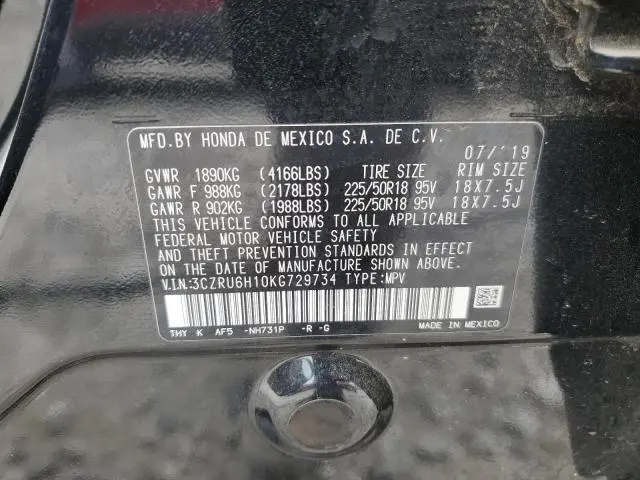 MFD.BY HONDA DE MEXICO S.A. DE C.V. 07/'19
GVWR 1890KG (4166LBS) TIRE SIZE RIM SIZE
GAWR F 988KG (2178LBS) 225/50R18 95V 18X7.5J
GAWR R 902KG (1988LBS) 225/50R18 95V 18X7.5J
THIS VEHICLE CONFORMS TO ALL APPLICABLE
FEDERAL MOTOR VEHICLE SAFETY
AND THEFT PREVENTION STANDARDS IN EFFECT
ON THE DATE OF MANUFACTURE SHOWN ABOVE.
V.I.N:3CZRU6H10KG729734 TYPE:MPV
THY K AF5 -NH731P -R -G MADE IN MEXICO